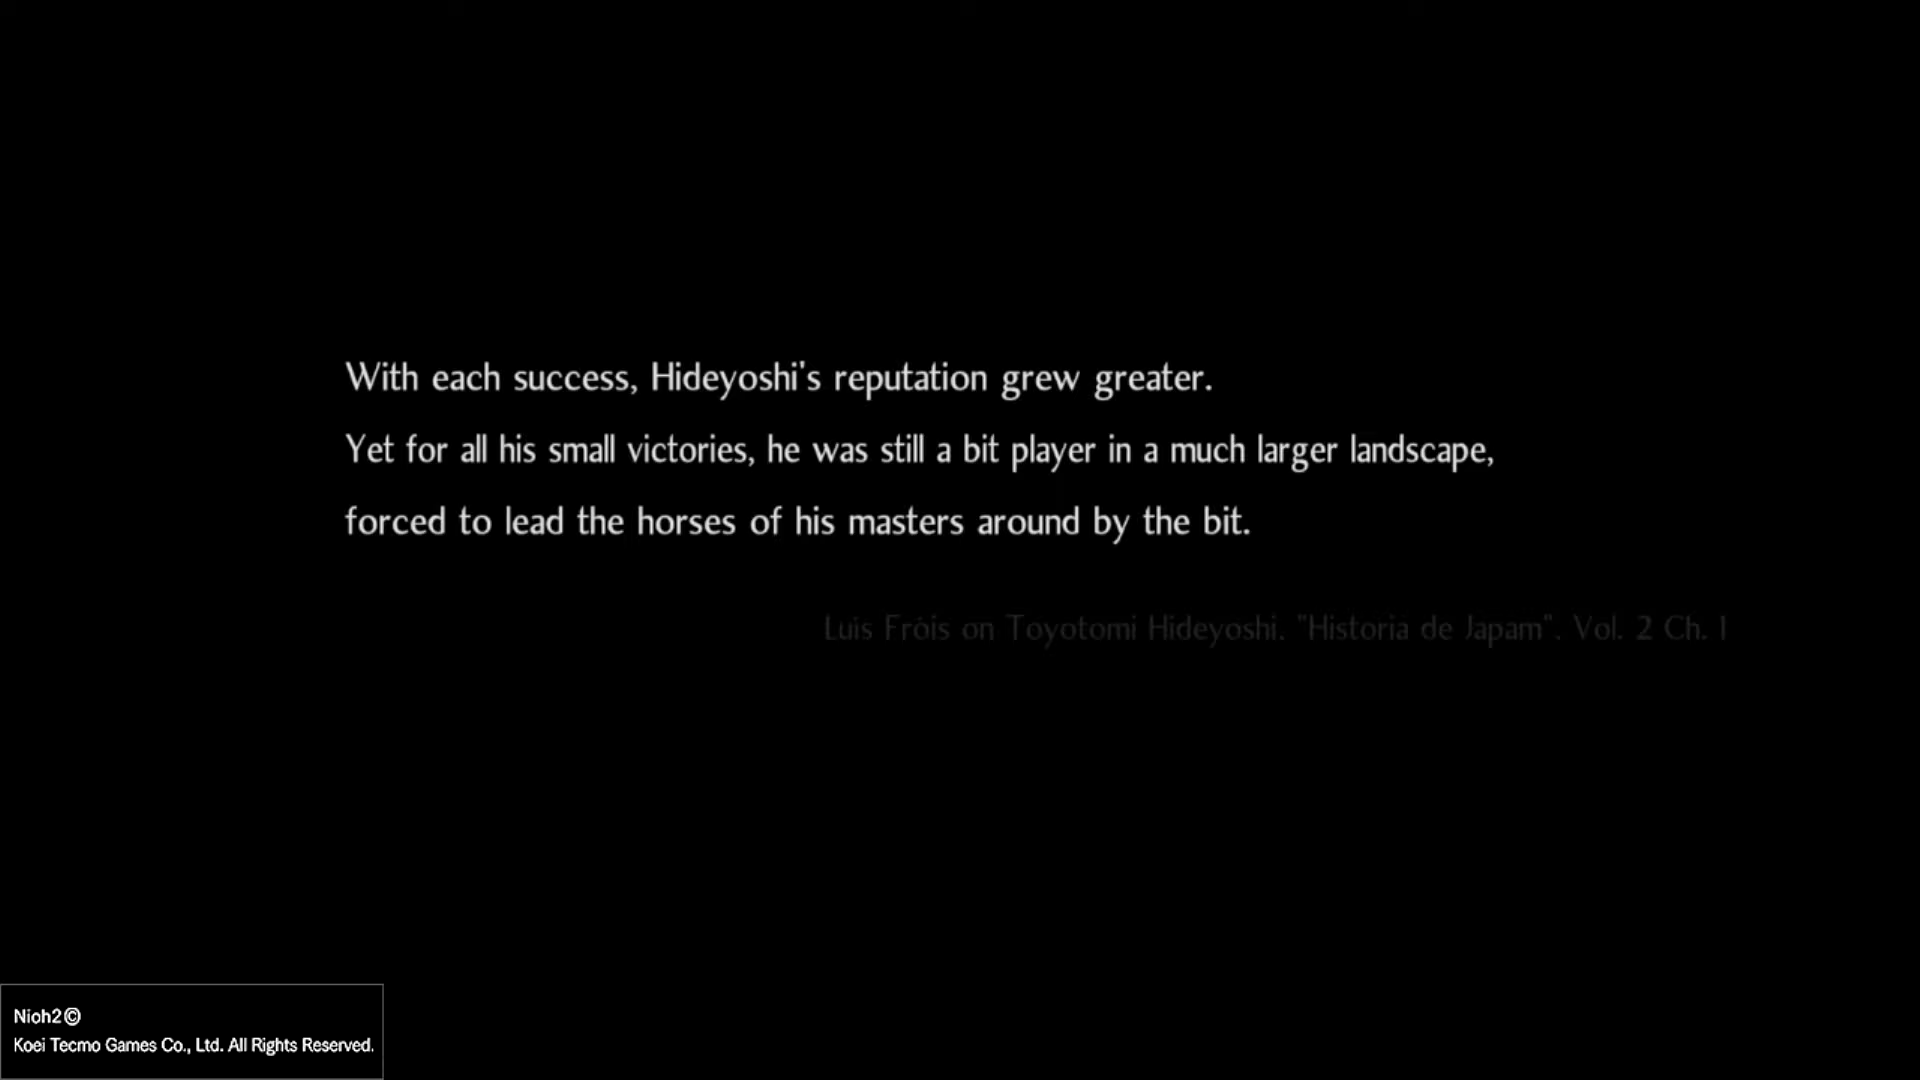 With each success, Hideyoshi's reputation grew greater.
Yet for all his small victories, he was still a bit player in a much larger landscape,
forced to lead the horses of his masters around by the bit.
Luis Fróis on Toyotomi Hideyoshi. "Historia de Japam". Vol. 2 Ch. 1
Nioh2©
Koei Tecmo Games Co., Ltd. All Rights Reserved.